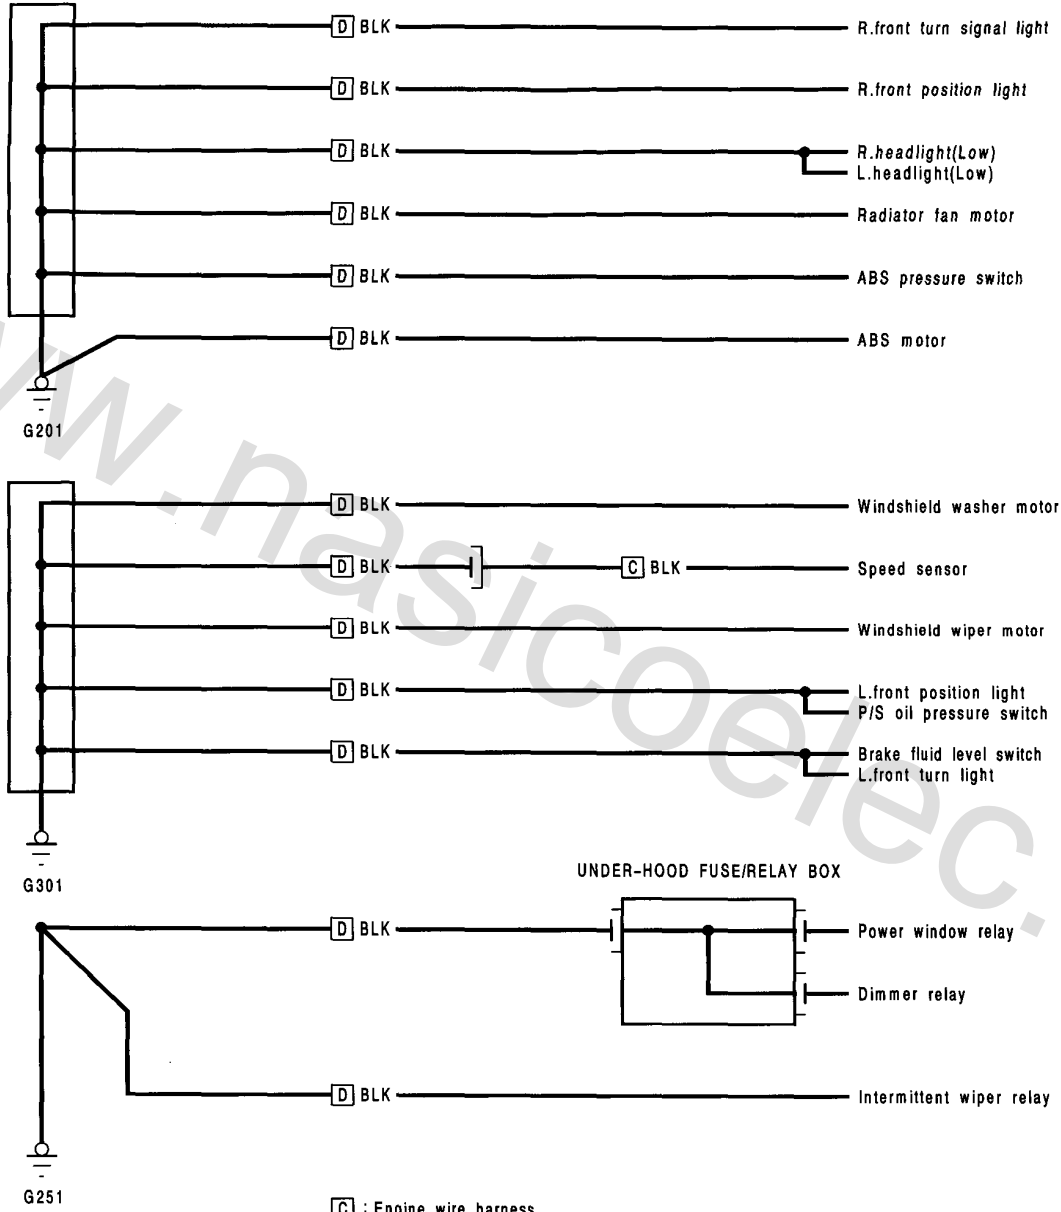 D BLK R.front turn signal light
D BLK R.front position light
D BLK R.headlight(Low)
L.headlight(Low)
D BLK Radiator fan motor
D BLK ABS pressure switch
D BLK ABS motor
G201
D BLK Windshield washer motor
D BLK C BLK Speed sensor
D BLK Windshield wiper motor
D BLK L.front position light
P/S oil pressure switch
D BLK Brake fluid level switch
L.front turn light
G301
UNDER-HOOD FUSE/RELAY BOX
D BLK Power window relay
Dimmer relay
D BLK Intermittent wiper relay
G251
C : Engine wire harness
www.nasicoelec.